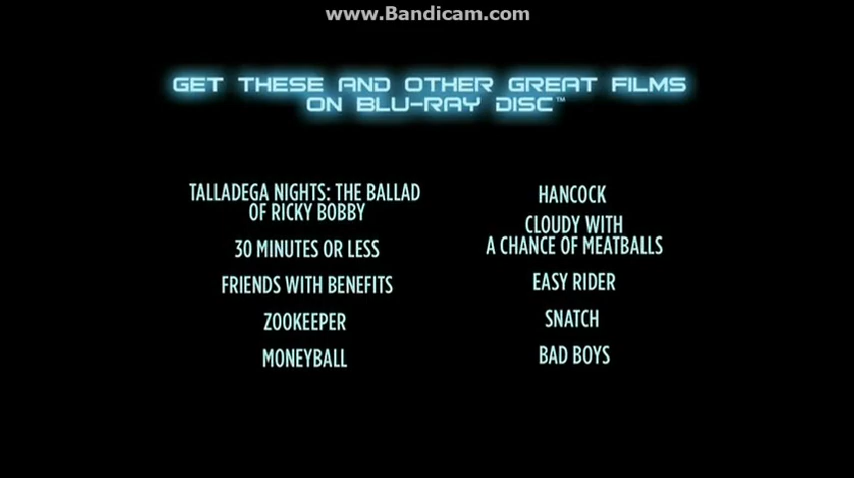 www.Bandicam.com
GET THESE AND OTHER GREAT FILMS
ON BLU-RAY DISC™
TALLADEGA NIGHTS: THE BALLAD
OF RICKY BOBBY
30 MINUTES OR LESS
FRIENDS WITH BENEFITS
ZOOKEEPER
MONEYBALL
HANCOCK
CLOUDY WITH
A CHANCE OF MEATBALLS
EASY RIDER
SNATCH
BAD BOYS